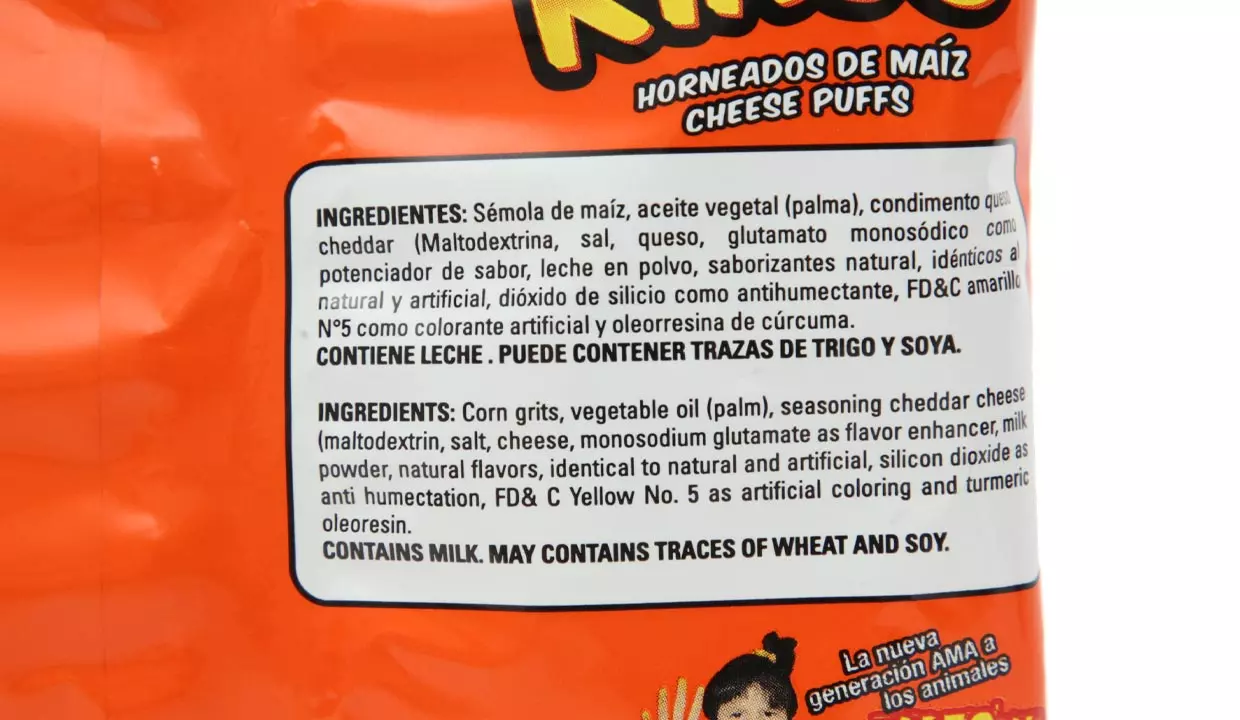 HORNEADOS DE MAÍZ
CHEESE PUFFS
INGREDIENTES: Sémola de maíz, aceite vegetal (palma), condimento queso
cheddar (Maltodextrina, sal, queso, glutamato monosódico como
potenciador de sabor, leche en polvo, saborizantes natural, idénticos al
natural y artificial, dióxido de silicio como antihumectante, FD&C amarillo
N°5 como colorante artificial y oleorresina de cúrcuma.
CONTIENE LECHE . PUEDE CONTENER TRAZAS DE TRIGO Y SOYA.
INGREDIENTS: Corn grits, vegetable oil (palm), seasoning cheddar cheese
(maltodextrin, salt, cheese, monosodium glutamate as flavor enhancer, milk
powder, natural flavors, identical to natural and artificial, silicon dioxide as
anti humectation, FD& C Yellow No. 5 as artificial coloring and turmeric
oleoresin.
CONTAINS MILK. MAY CONTAINS TRACES OF WHEAT AND SOY.
La nueva
generación AMA a
los animales